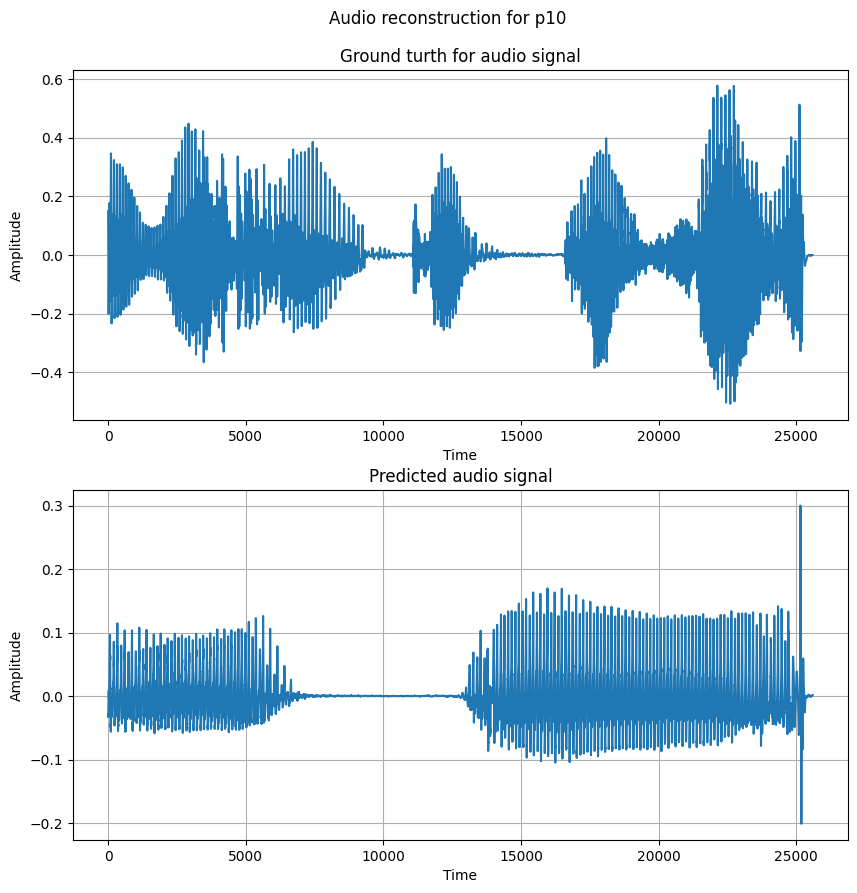 Audio reconstruction for p10
Ground turth for audio signal
0.6
0.4
0.2
0.0
−0.2
−0.4
Amplitude
0 5000 10000 15000 20000 25000
Time
Predicted audio signal
0.3
0.2
0.1
0.0
−0.1
−0.2
Amplitude
0 5000 10000 15000 20000 25000
Time